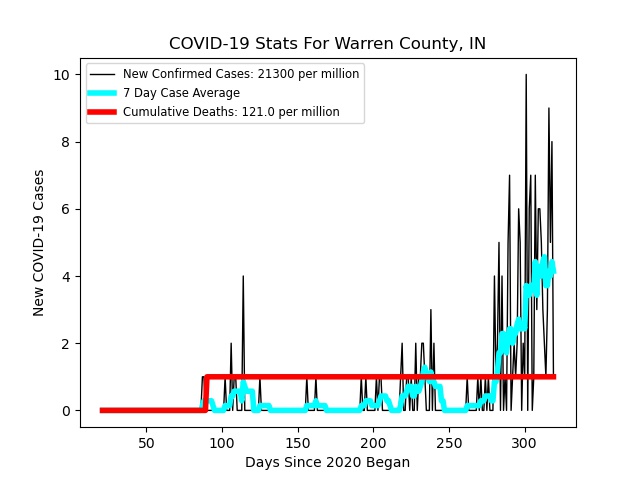 COVID-19 Stats For Warren County, IN
New Confirmed Cases: 21300 per million
7 Day Case Average
Cumulative Deaths: 121.0 per million
New COVID-19 Cases
10
8
6
4
2
0
50 100 150 200 250 300
Days Since 2020 Began